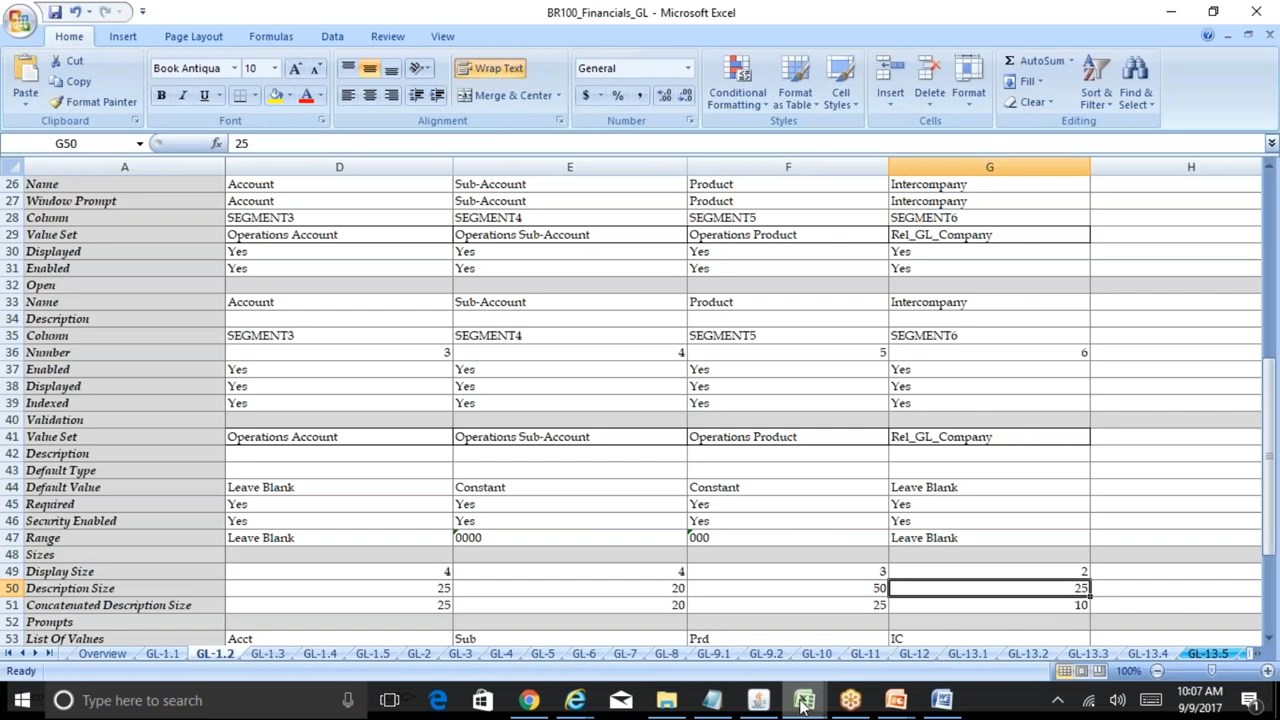 BR100_Financials_GL - Microsoft Excel
Home Insert Page Layout Formulas Data Review View
Paste Cut Copy Format Painter
Book Antiqua 10 A A
B I U A
Wrap Text
Merge & Center
General
$ % ,
Conditional Formatting Format as Table Cell Styles
Insert Delete Format
AutoSum Fill Clear Sort & Filter Find & Select
Clipboard Font Alignment Number Styles Cells Editing
G50 fx 25
A D E F G H
26 Name Account Sub-Account Product Intercompany
27 Window Prompt Account Sub-Account Product Intercompany
28 Column SEGMENT3 SEGMENT4 SEGMENT5 SEGMENT6
29 Value Set Operations Account Operations Sub-Account Operations Product Rel_GL_Company
30 Displayed Yes Yes Yes Yes
31 Enabled Yes Yes Yes Yes
32 Open
33 Name Account Sub-Account Product Intercompany
34 Description
35 Column SEGMENT3 SEGMENT4 SEGMENT5 SEGMENT6
36 Number 3 4 5 6
37 Enabled Yes Yes Yes Yes
38 Displayed Yes Yes Yes Yes
39 Indexed Yes Yes Yes Yes
40 Validation
41 Value Set Operations Account Operations Sub-Account Operations Product Rel_GL_Company
42 Description
43 Default Type
44 Default Value Leave Blank Constant Constant Leave Blank
45 Required Yes Yes Yes Yes
46 Security Enabled Yes Yes Yes Yes
47 Range Leave Blank 0000 000 Leave Blank
48 Sizes
49 Display Size 4 4 3 2
50 Description Size 25 20 50 25
51 Concatenated Description Size 25 20 25 10
52 Prompts
53 List Of Values Acct Sub Prd IC
Overview GL-1.1 GL-1.2 GL-1.3 GL-1.4 GL-1.5 GL-2 GL-3 GL-4 GL-5 GL-6 GL-7 GL-8 GL-9.1 GL-9.2 GL-10 GL-11 GL-12 GL-13.1 GL-13.2 GL-13.3 GL-13.4 GL-13.5
Ready 100%
Type here to search
10:07 AM
9/9/2017